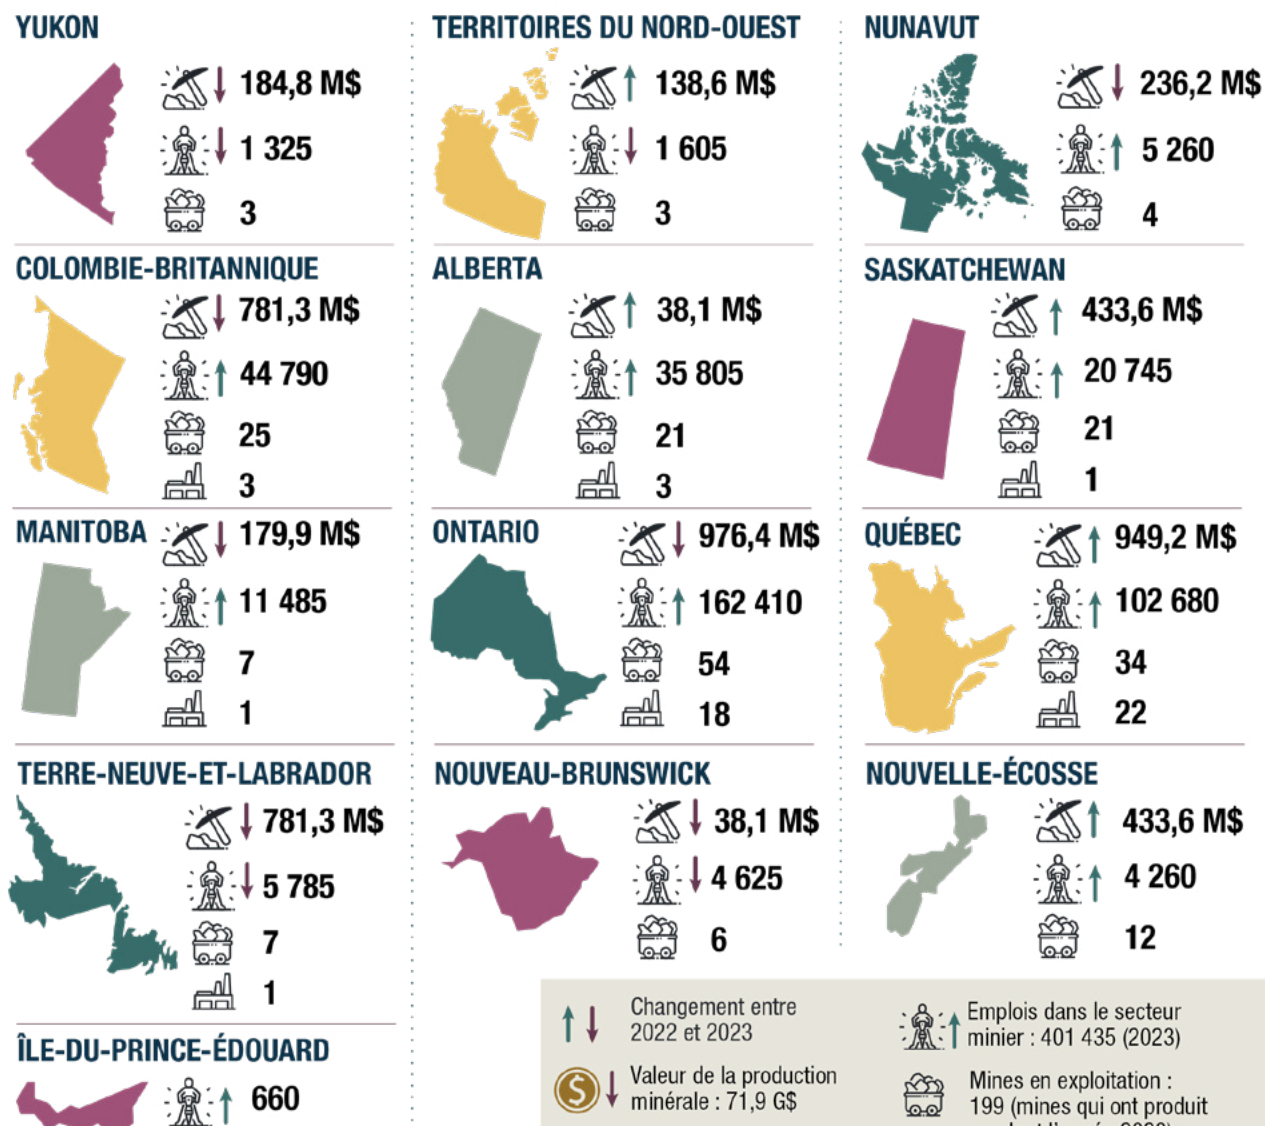 YUKON
184,8 M$
1 325
3
TERRITOIRES DU NORD-OUEST
138,6 M$
1 605
3
NUNAVUT
236,2 M$
5 260
4
COLOMBIE-BRITANNIQUE
781,3 M$
44 790
25
3
ALBERTA
38,1 M$
35 805
21
3
SASKATCHEWAN
433,6 M$
20 745
21
1
MANITOBA
179,9 M$
11 485
7
1
ONTARIO
976,4 M$
162 410
54
18
QUÉBEC
949,2 M$
102 680
34
22
TERRE-NEUVE-ET-LABRADOR
781,3 M$
5 785
7
1
NOUVEAU-BRUNSWICK
38,1 M$
4 625
6
NOUVELLE-ÉCOSSE
433,6 M$
4 260
12
ÎLE-DU-PRINCE-ÉDOUARD
660
Changement entre
2022 et 2023
$
Valeur de la production
minérale : 71,9 G$
Emplois dans le secteur
minier : 401 435 (2023)
Mines en exploitation :
199 (mines qui ont produit